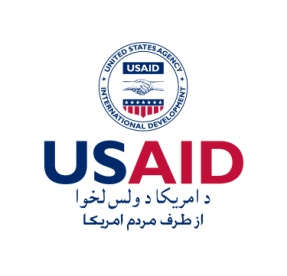 UNITED STATES AGENCY
USAID
INTERNATIONAL DEVELOPMENT
USAID
د امریکا د ولس لخوا
از طرف مردم امریکا